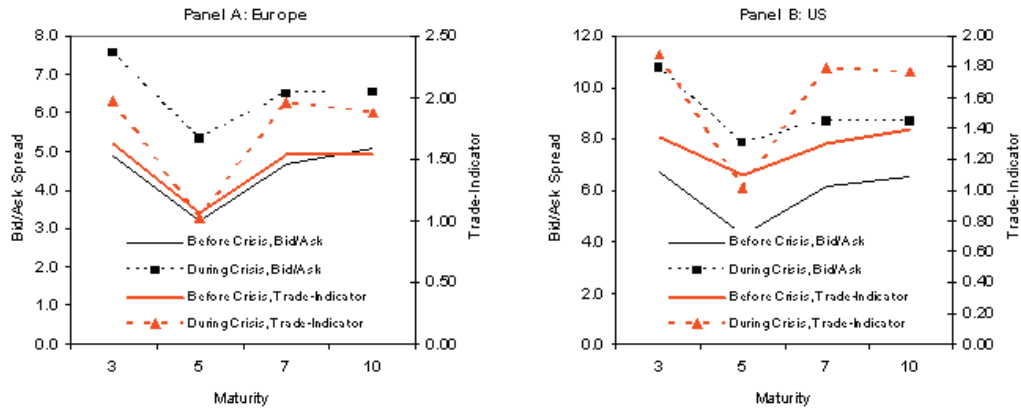 Panel A: Europe
8.0
7.0
6.0
5.0
4.0
3.0
2.0
1.0
0.0
Bid/Ask Spread
2.50
2.00
1.50
1.00
0.50
0.00
Trade-Indicator
Before Crisis, Bid/Ask
During Crisis, Bid/Ask
Before Crisis, Trade-Indicator
During Crisis, Trade-Indicator
3 5 7 10
Maturity
Panel B: US
12.0
10.0
8.0
6.0
4.0
2.0
0.0
Bid/Ask Spread
2.00
1.80
1.60
1.40
1.20
1.00
0.80
0.60
0.40
0.20
0.00
Trade-Indicator
Before Crisis, Bid/Ask
During Crisis, Bid/Ask
Before Crisis, Trade-Indicator
During Crisis, Trade-Indicator
3 5 7 10
Maturity